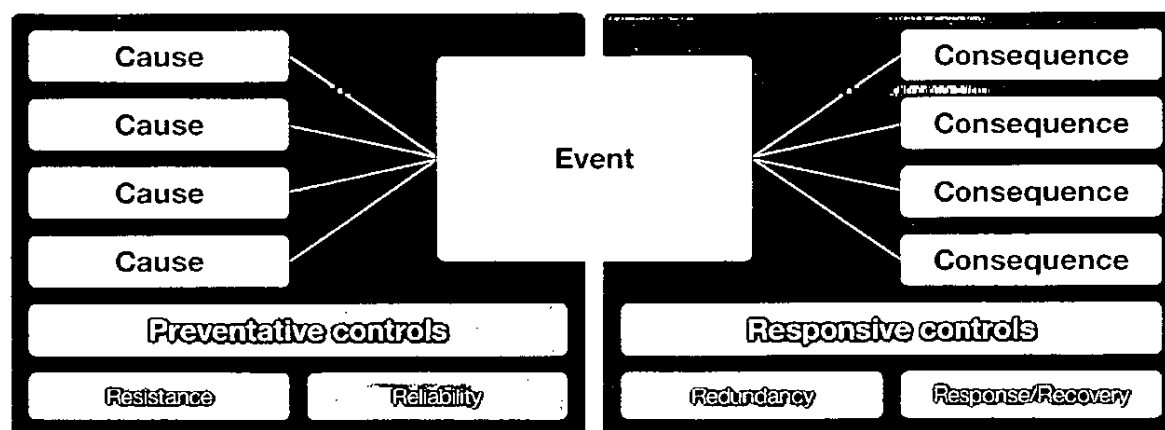 Cause
Cause
Cause
Cause
Event
Consequence
Consequence
Consequence
Consequence
Preventative controls
Responsive controls
Resistance
Reliability
Redundancy
Response/Recovery